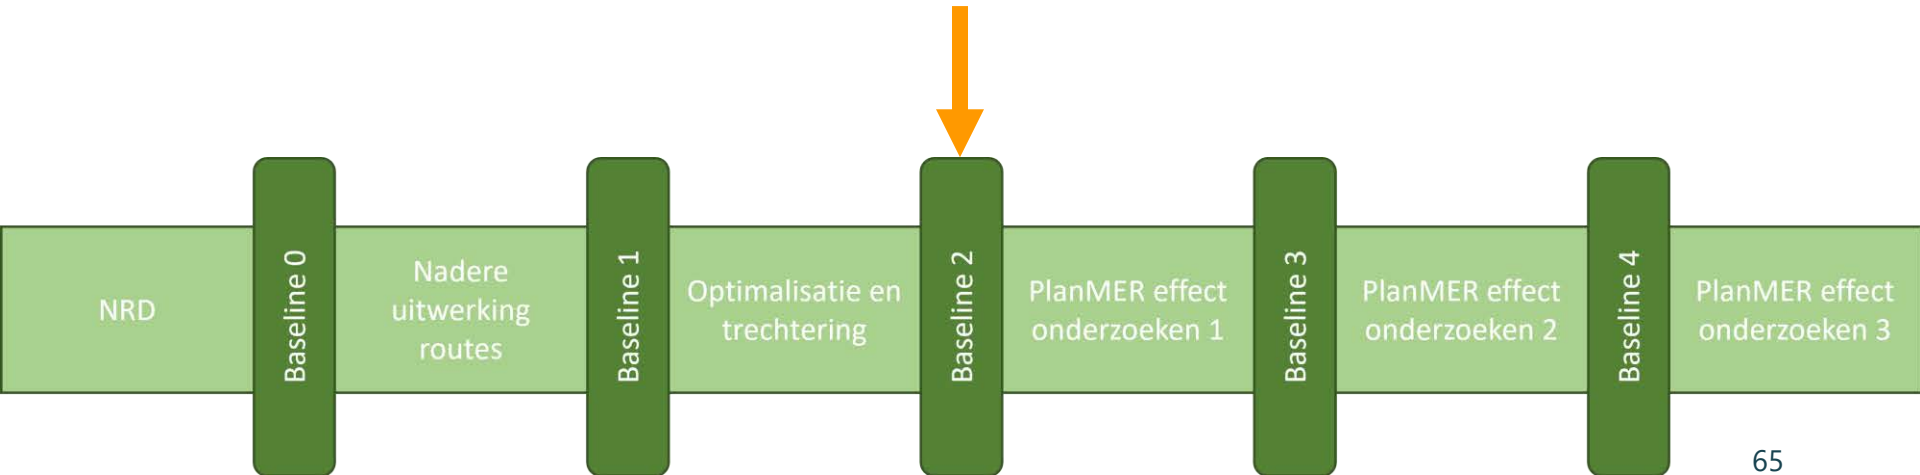 NRD
Baseline 0
Nadere
uitwerking
routes
Baseline 1
Optimalisatie en
trechtering
Baseline 2
PlanMER effect
onderzoeken 1
Baseline 3
PlanMER effect
onderzoeken 2
Baseline 4
PlanMER effect
onderzoeken 3
65